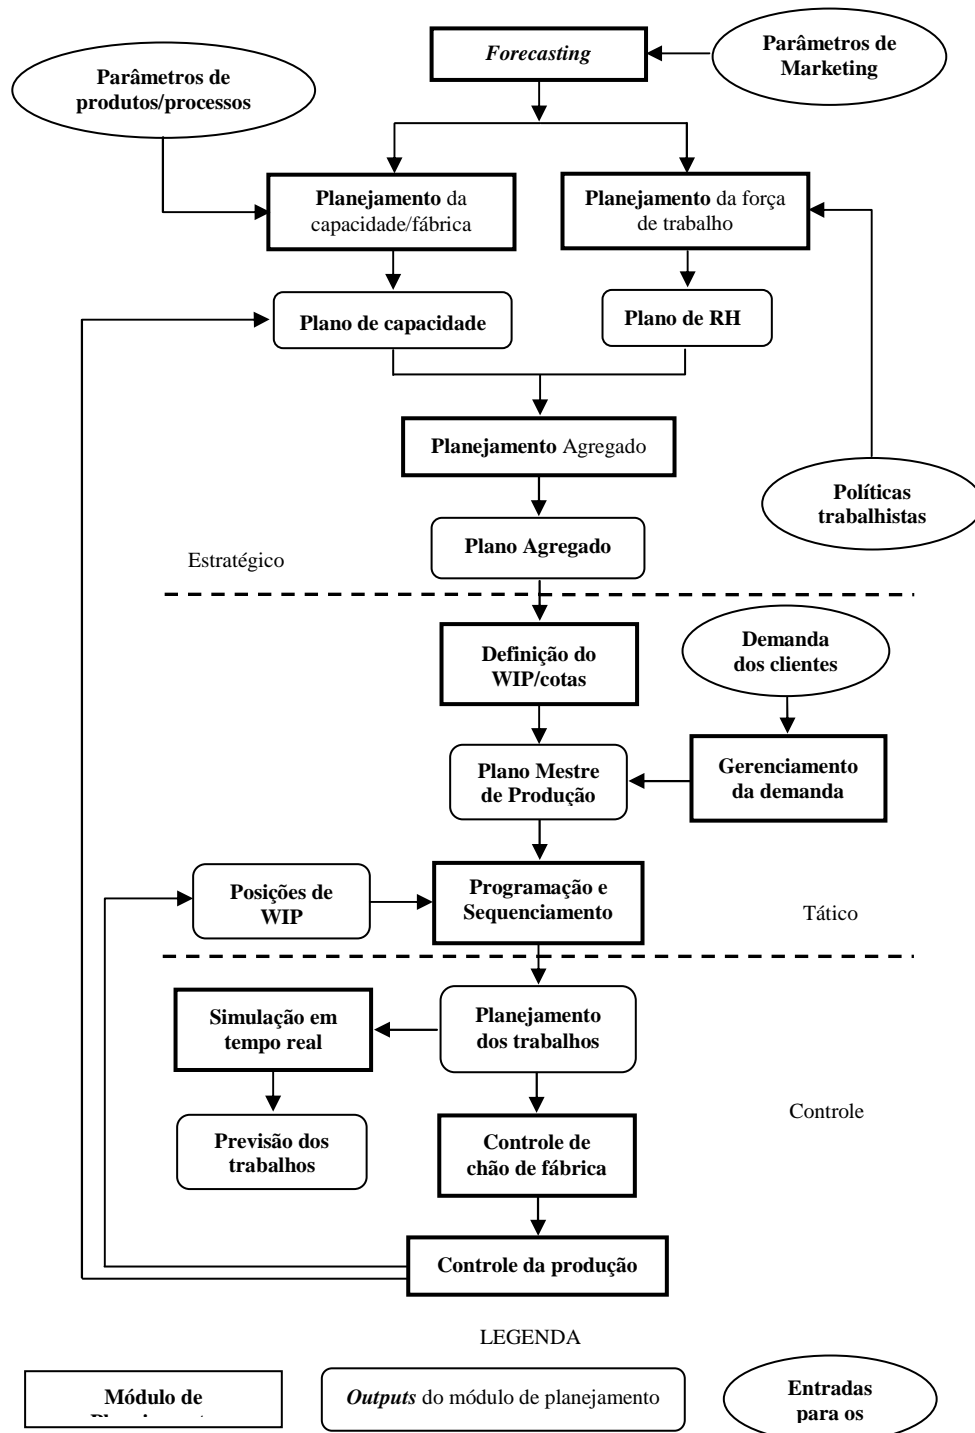 Forecasting
Parâmetros de
Marketing
Parâmetros de
produtos/processos
Planejamento da
capacidade/fábrica
Planejamento da força
de trabalho
Plano de capacidade
Plano de RH
Planejamento Agregado
Políticas
trabalhistas
Plano Agregado
Estratégico
Definição do
WIP/cotas
Demanda
dos clientes
Plano Mestre
de Produção
Gerenciamento
da demanda
Posições de
WIP
Programação e
Sequenciamento
Tático
Simulação em
tempo real
Planejamento
dos trabalhos
Controle
Previsão dos
trabalhos
Controle de
chão de fábrica
Controle da produção
LEGENDA
Módulo de
Outputs do módulo de planejamento
Entradas
para os